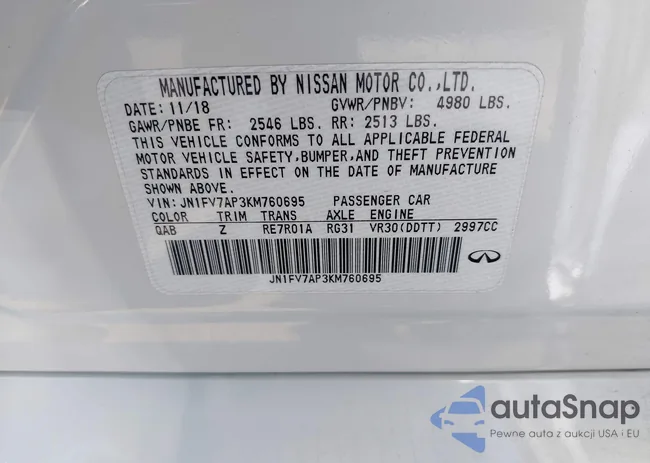 MANUFACTURED BY NISSAN MOTOR CO.,LTD.
DATE: 11/18 GVWR/PNBV: 4980 LBS.
GAWR/PNBE FR: 2546 LBS. RR: 2513 LBS.
THIS VEHICLE CONFORMS TO ALL APPLICABLE FEDERAL
MOTOR VEHICLE SAFETY,BUMPER,AND THEFT PREVENTION
STANDARDS IN EFFECT ON THE DATE OF MANUFACTURE
SHOWN ABOVE.
VIN: JN1FV7AP3KM760695 PASSENGER CAR
COLOR TRIM TRANS AXLE ENGINE
QAB Z RE7R01A RG31 VR30(DDTT) 2997CC
JN1FV7AP3KM760695
autaSnap
Pewne auta z aukcji USA i EU